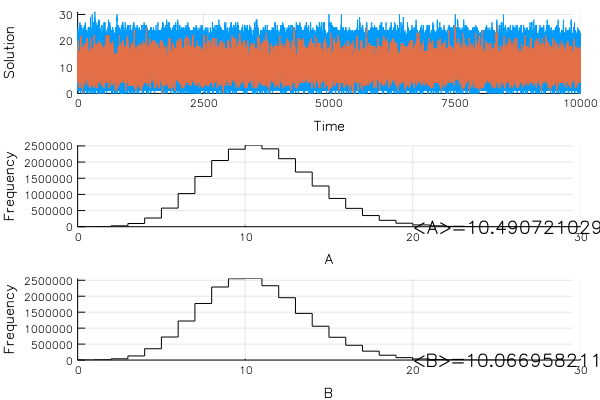 Solution
30
20
10
0
0 2500 5000 7500 10000
Time
Frequency
2500000
2000000
1500000
1000000
500000
0
0 10 20 30
<A>=10.490721029
A
Frequency
2500000
2000000
1500000
1000000
500000
0
0 10 20 30
<B>=10.066958211
B